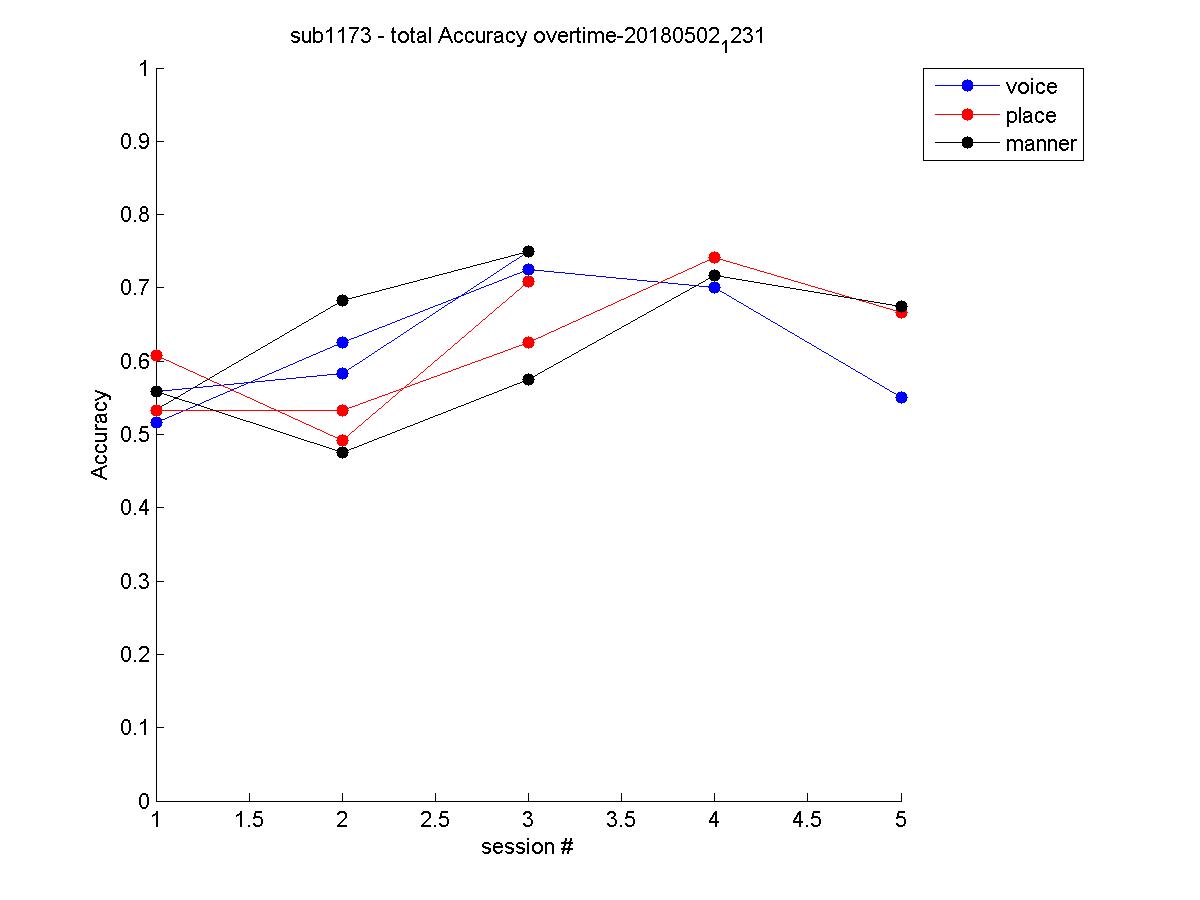 sub1173 - total Accuracy overtime-20180502₁231
voice
place
manner
1
0.9
0.8
0.7
0.6
0.5
0.4
0.3
0.2
0.1
0
Accuracy
1 1.5 2 2.5 3 3.5 4 4.5 5
session #